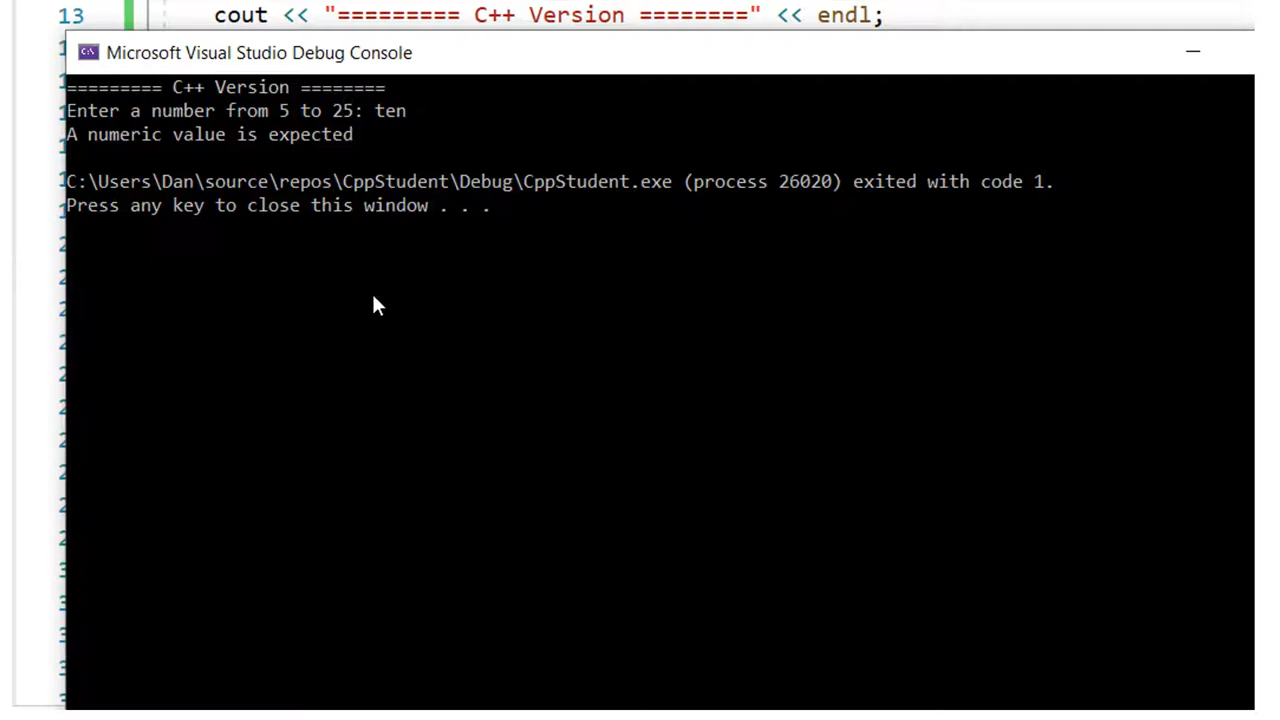 13 cout << "========= C++ Version ========" << endl;
Microsoft Visual Studio Debug Console
========= C++ Version ========
Enter a number from 5 to 25: ten
A numeric value is expected
C:\Users\Dan\source\repos\CppStudent\Debug\CppStudent.exe (process 26020) exited with code 1.
Press any key to close this window . . .